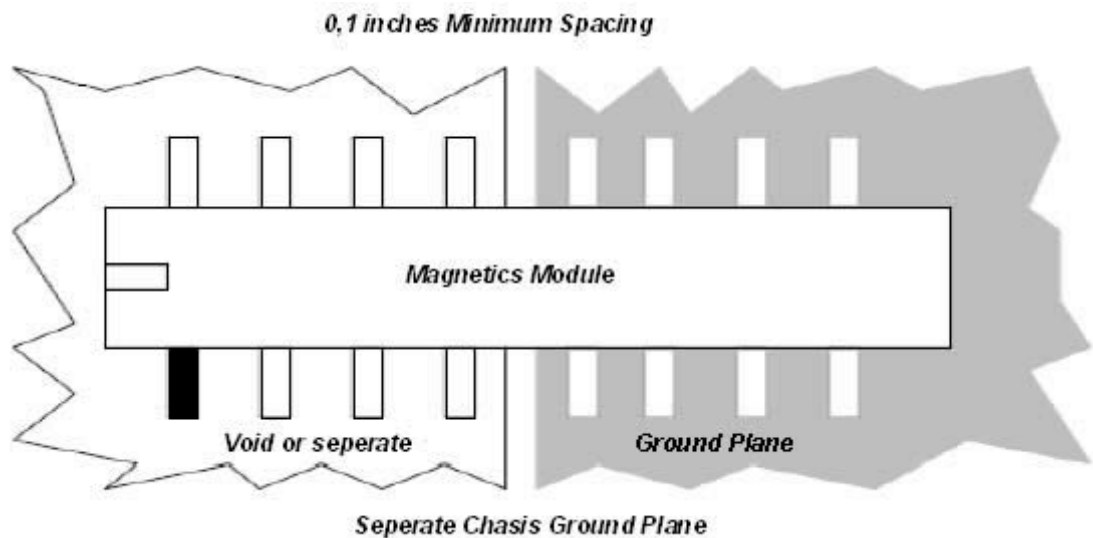 0,1 inches Minimum Spacing
Magnetics Module
Void or seperate
Ground Plane
Seperate Chasis Ground Plane